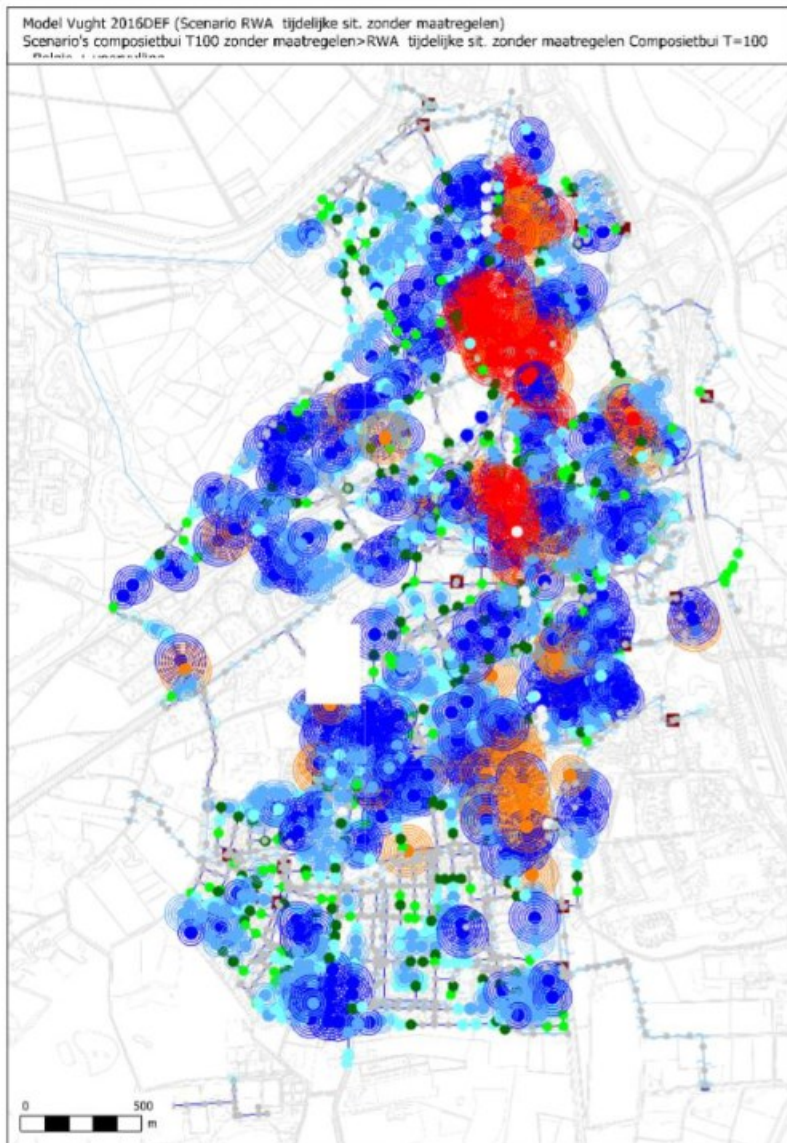 Model Vught 2016DEF (Scenario RWA tijdelijke sit. zonder maatregelen)
Scenario's composietbui T100 zonder maatregelen>RWA tijdelijke sit. zonder maatregelen Composietbui T=100
0 500
m